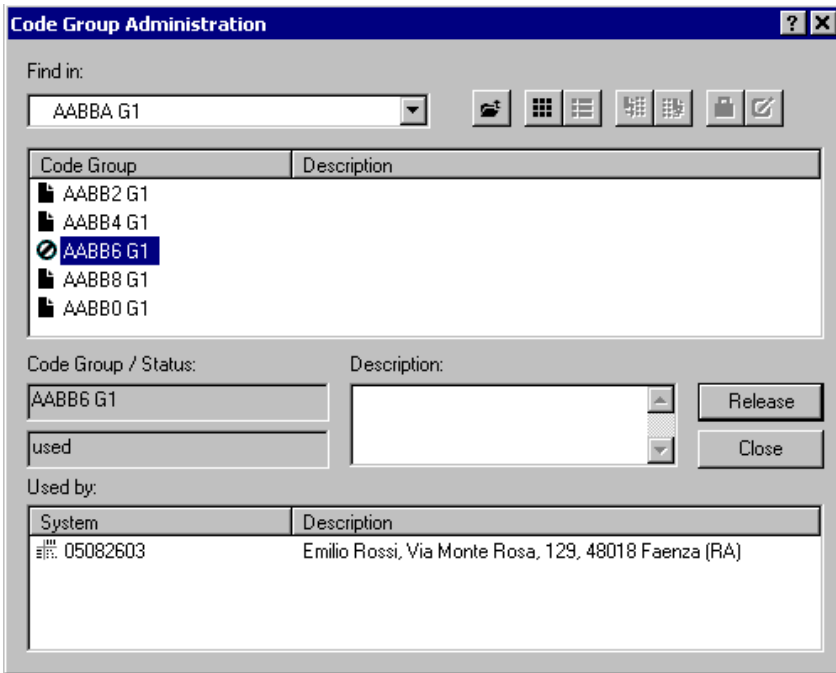 Code Group Administration
Find in:
AABBA G1
Code Group Description
AABB2 G1
AABB4 G1
AABB6 G1
AABB8 G1
AABB0 G1
Code Group / Status: Description:
AABB6 G1
Release
used
Close
Used by:
System Description
05082603 Emilio Rossi, Via Monte Rosa, 129, 48018 Faenza (RA)